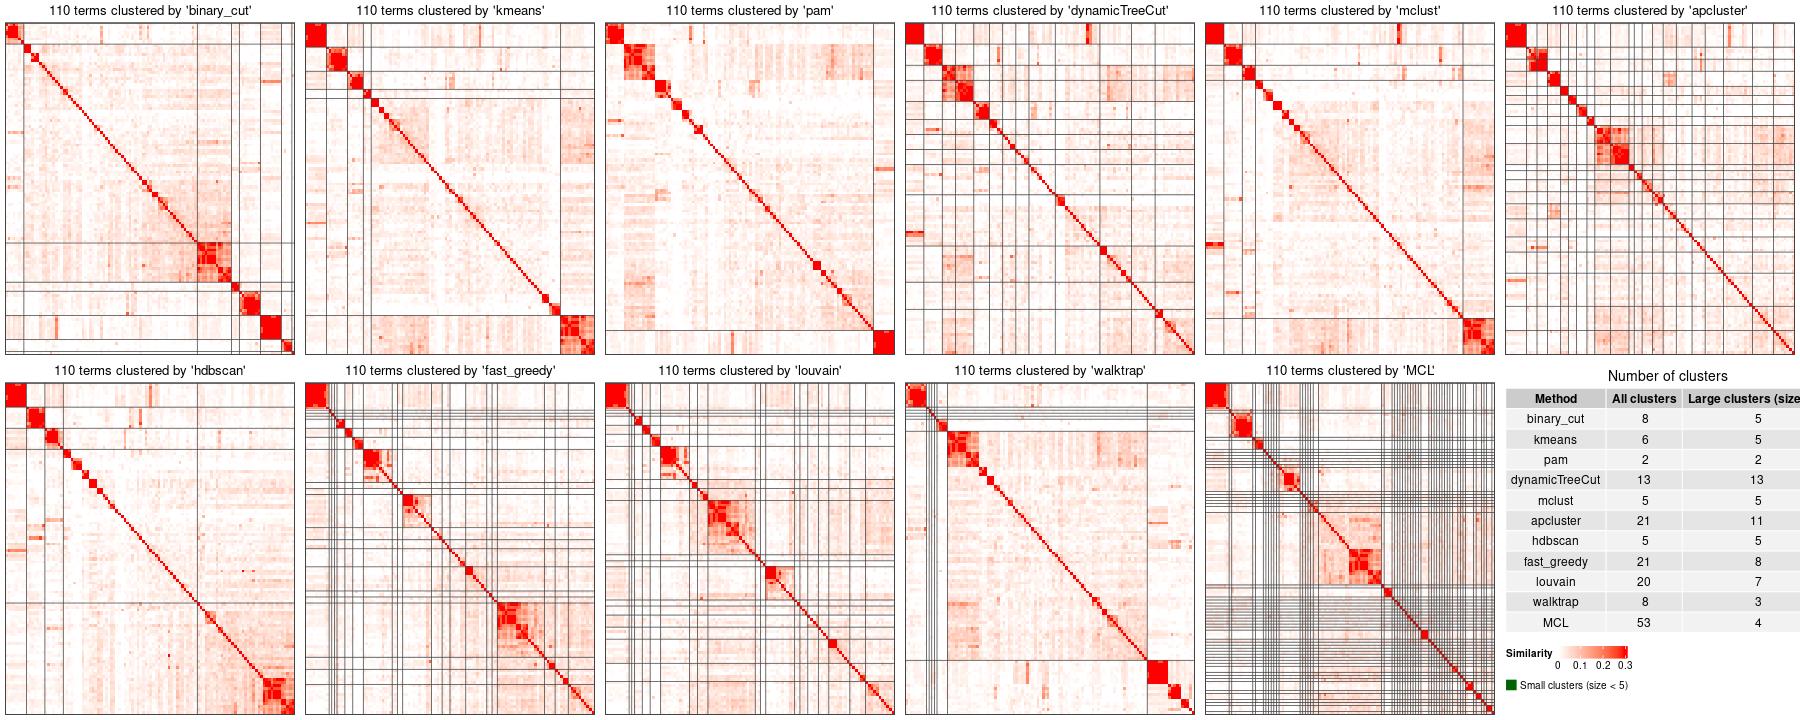 110 terms clustered by 'binary_cut'
110 terms clustered by 'kmeans'
110 terms clustered by 'pam'
110 terms clustered by 'dynamicTreeCut'
110 terms clustered by 'mclust'
110 terms clustered by 'apcluster'
110 terms clustered by 'hdbscan'
110 terms clustered by 'fast_greedy'
110 terms clustered by 'louvain'
110 terms clustered by 'walktrap'
110 terms clustered by 'MCL'
Number of clusters
Method All clusters Large clusters (size
binary_cut 8 5
kmeans 6 5
pam 2 2
dynamicTreeCut 13 13
mclust 5 5
apcluster 21 11
hdbscan 5 5
fast_greedy 21 8
louvain 20 7
walktrap 8 3
MCL 53 4
Similarity
0 0.1 0.2 0.3
Small clusters (size < 5)